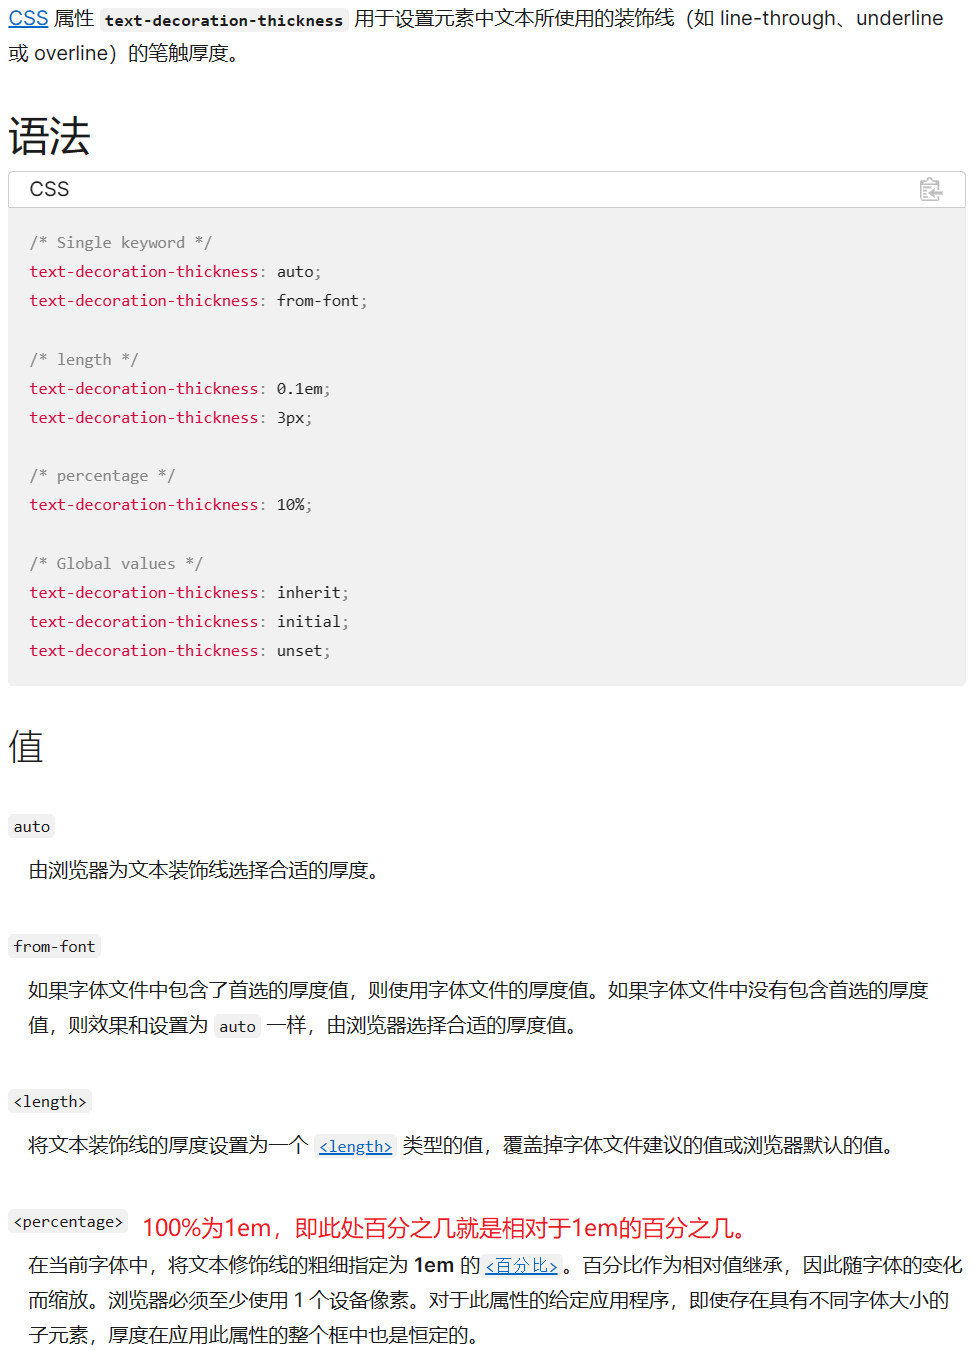 CSS 属性 text-decoration-thickness 用于设置元素中文本所使用的装饰线（如 line-through、underline
或 overline）的笔触厚度。
语法
CSS
/* Single keyword */
text-decoration-thickness: auto;
text-decoration-thickness: from-font;
/* length */
text-decoration-thickness: 0.1em;
text-decoration-thickness: 3px;
/* percentage */
text-decoration-thickness: 10%;
/* Global values */
text-decoration-thickness: inherit;
text-decoration-thickness: initial;
text-decoration-thickness: unset;
值
auto
由浏览器为文本装饰线选择合适的厚度。
from-font
如果字体文件中包含了首选的厚度值，则使用字体文件的厚度值。如果字体文件中没有包含首选的厚度
值，则效果和设置为 auto 一样，由浏览器选择合适的厚度值。
<length>
将文本装饰线的厚度设置为一个 <length> 类型的值，覆盖掉字体文件建议的值或浏览器默认的值。
<percentage> 100%为1em，即此处百分之几就是相对于1em的百分之几。
在当前字体中，将文本修饰线的粗细指定为 1em 的 <百分比> 。百分比作为相对值继承，因此随字体的变化
而缩放。浏览器必须至少使用 1 个设备像素。对于此属性的给定应用程序，即使存在具有不同字体大小的
子元素，厚度在应用此属性的整个框中也是恒定的。